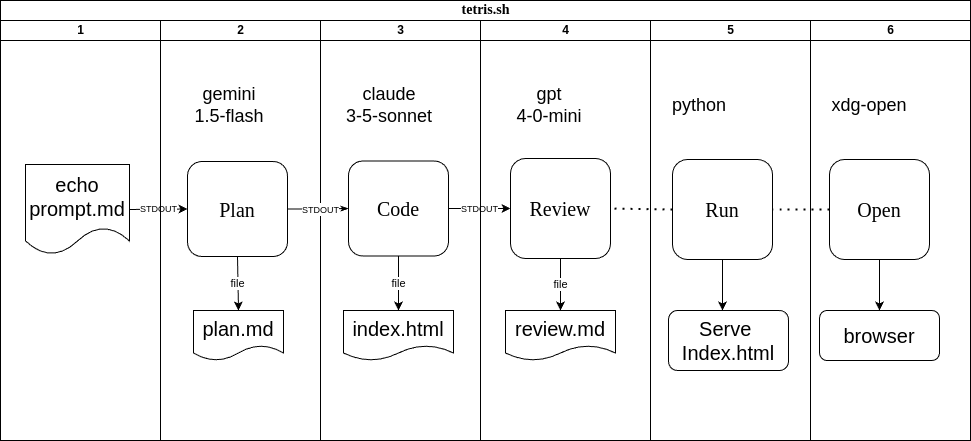 tetris.sh
1
2
3
4
5
6
gemini
1.5-flash
claude
3-5-sonnet
gpt
4-0-mini
python
xdg-open
echo
prompt.md
STDOUT
Plan
STDOUT
Code
STDOUT
Review
Run
Open
file
file
file
plan.md
index.html
review.md
Serve
Index.html
browser